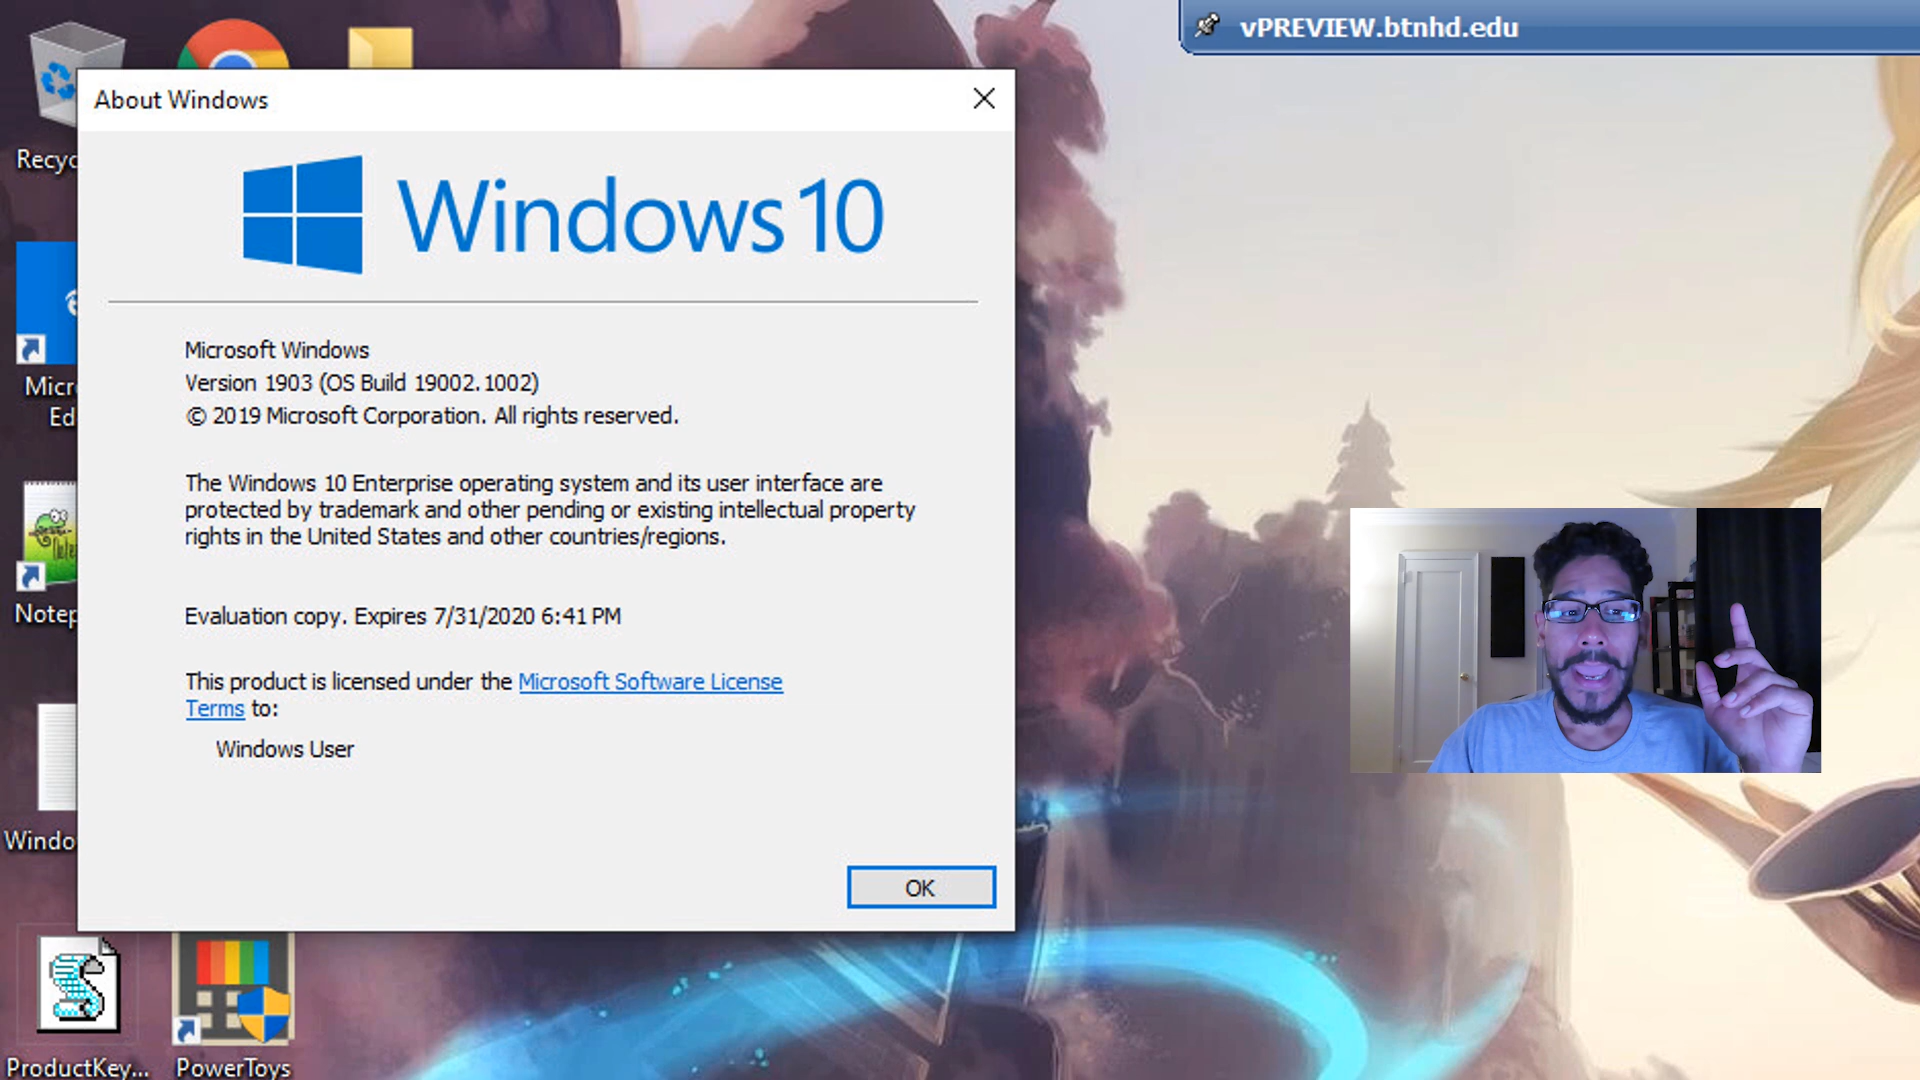 vPREVIEW.btnhd.edu
About Windows
Windows 10
Microsoft Windows
Version 1903 (OS Build 19002.1002)
© 2019 Microsoft Corporation. All rights reserved.
The Windows 10 Enterprise operating system and its user interface are
protected by trademark and other pending or existing intellectual property
rights in the United States and other countries/regions.
Evaluation copy. Expires 7/31/2020 6:41 PM
This product is licensed under the Microsoft Software License
Terms to:
Windows User
OK
Recyc
Micr
Ed
Notep
Windo
ProductKey...
PowerToys